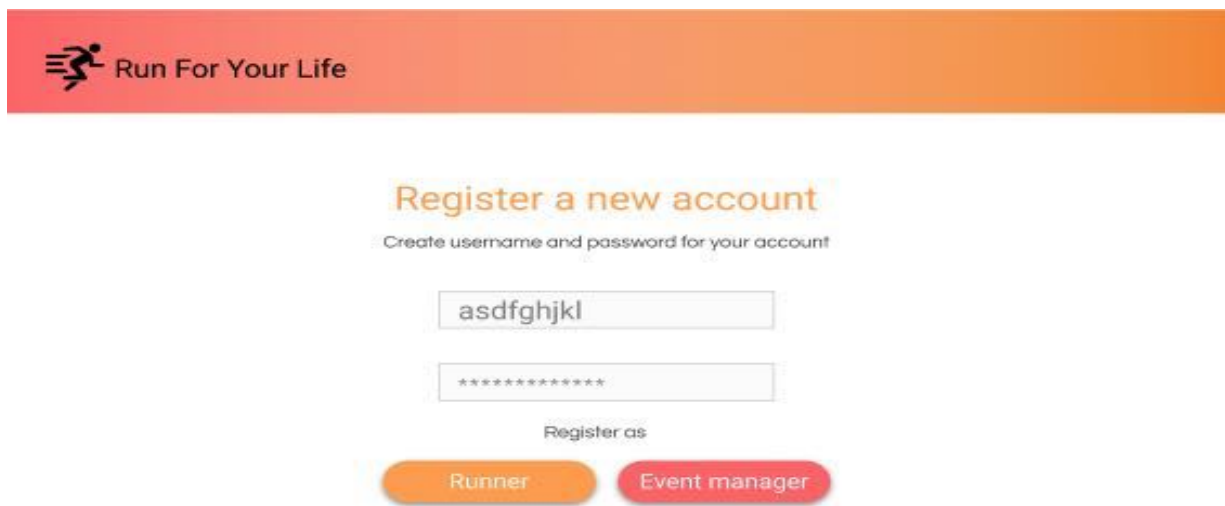 Run For Your Life
Register a new account
Create username and password for your account
asdfghjkl
*************
Register as
Runner Event manager